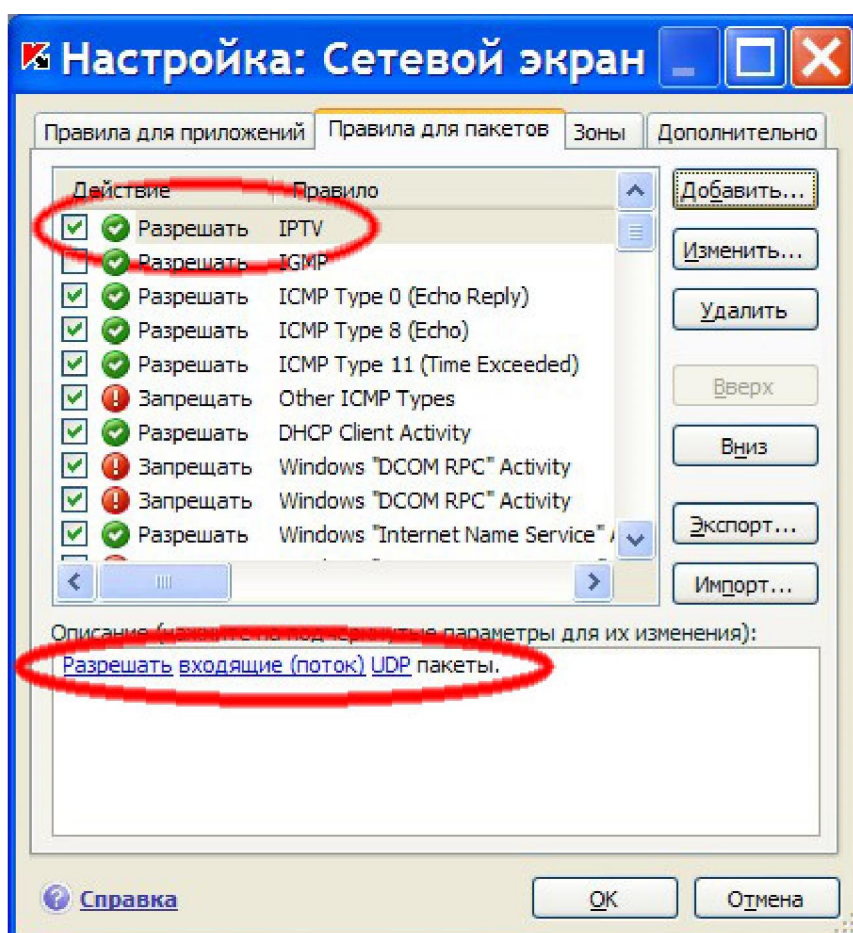 Настройка: Сетевой экран
Правила для приложений Правила для пакетов Зоны Дополнительно
Действие Правило
Разрешать IPTV
Разрешать IGMP
Разрешать ICMP Type 0 (Echo Reply)
Разрешать ICMP Type 8 (Echo)
Разрешать ICMP Type 11 (Time Exceeded)
Запрещать Other ICMP Types
Разрешать DHCP Client Activity
Запрещать Windows "DCOM RPC" Activity
Запрещать Windows "DCOM RPC" Activity
Разрешать Windows "Internet Name Service"
Добавить...
Изменить...
Удалить
Вверх
Вниз
Экспорт...
Импорт...
Описание (нажмите на подчеркнутые параметры для их изменения):
Разрешать входящие (поток) UDP пакеты.
Справка
OK
Отмена